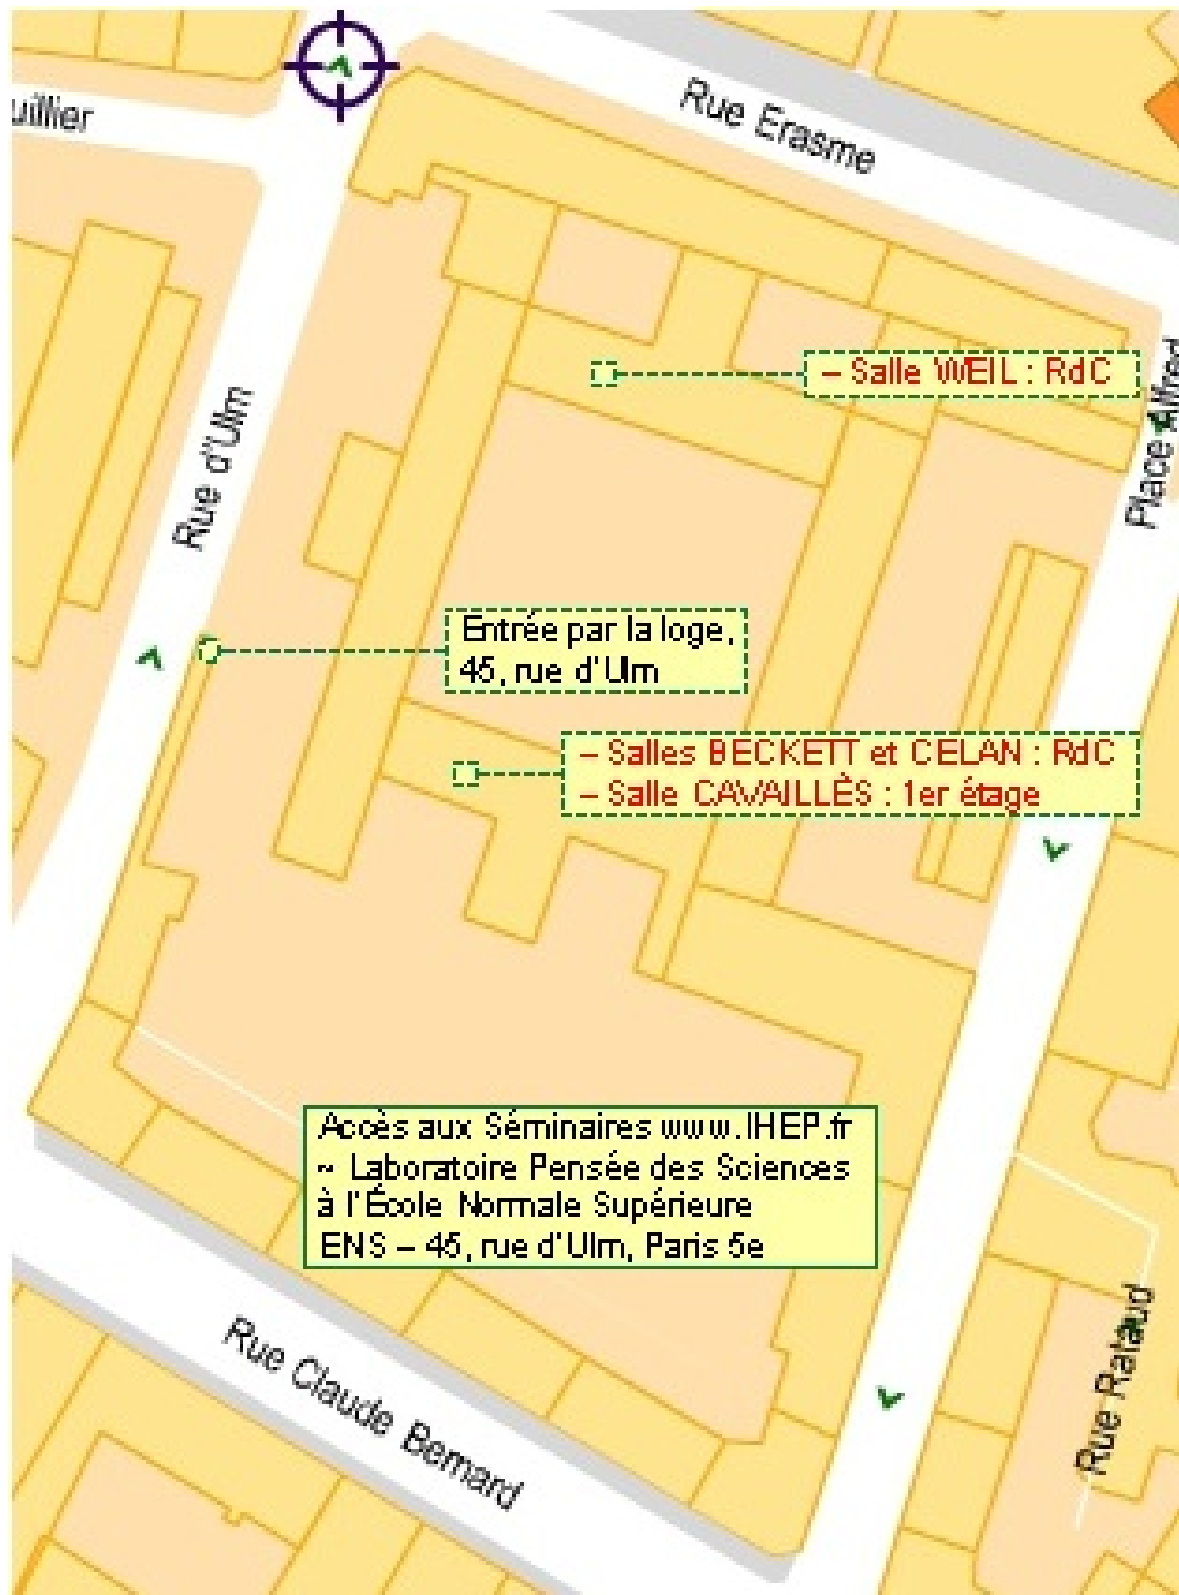 Rue Erasme
uillier
– Salle WEIL : RdC
Place Alfred
Rue d'Ulm
Entrée par la loge,
45, rue d'Ulm
– Salles BECKETT et CELAN : RdC
– Salle CAVAILLÈS : 1er étage
Accès aux Séminaires www.IHEP.fr
~ Laboratoire Pensée des Sciences
à l'École Normale Supérieure
ENS – 45, rue d'Ulm, Paris 5e
Rue Claude Bernard
Rue Rataud